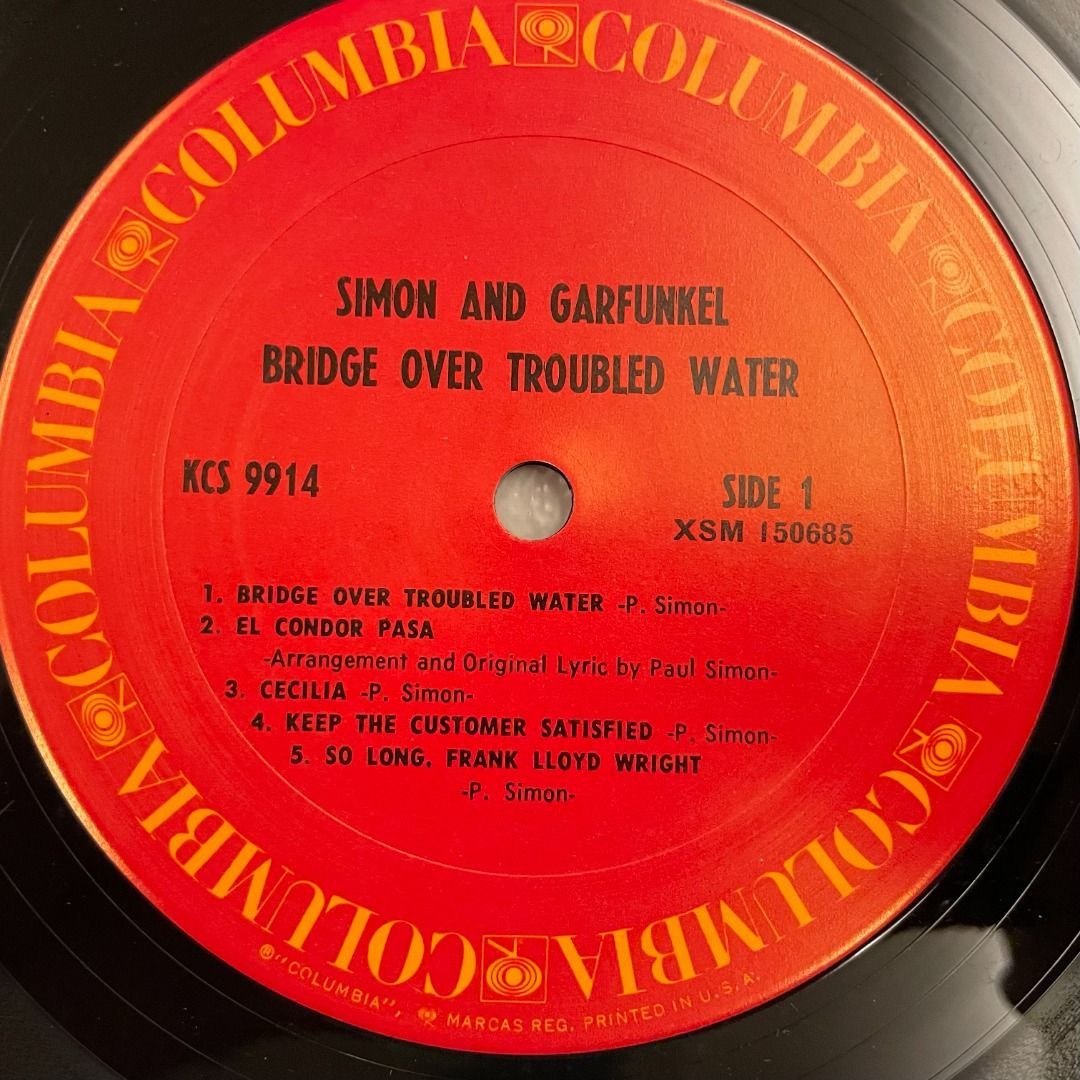 COLUMBIA COLUMBIA COLUMBIA COLUMBIA COLUMBIA COLUMBIA COLUMBIA
SIMON AND GARFUNKEL
BRIDGE OVER TROUBLED WATER
KCS 9914
SIDE 1
XSM 150685
1. BRIDGE OVER TROUBLED WATER -P. Simon-
2. EL CONDOR PASA
-Arrangement and Original Lyric by Paul Simon-
3. CECILIA -P. Simon-
4. KEEP THE CUSTOMER SATISFIED -P. Simon-
5. SO LONG, FRANK LLOYD WRIGHT
-P. Simon-
®"COLUMBIA", MARCAS REG. PRINTED IN U.S.A.